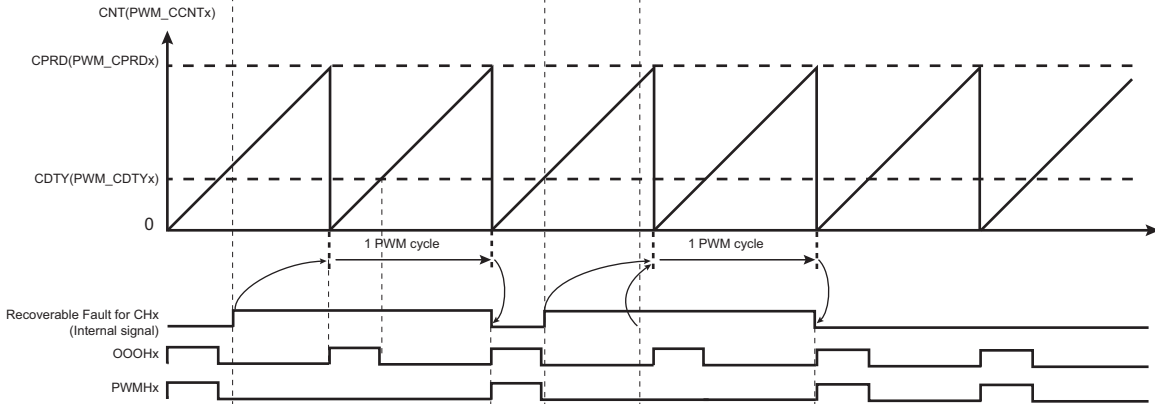 CNT(PWM_CCNTx)
CPRD(PWM_CPRDx)
CDTY(PWM_CDTYx)
0
1 PWM cycle
1 PWM cycle
Recoverable Fault for CHx
(Internal signal)
OOOHx
PWMHx